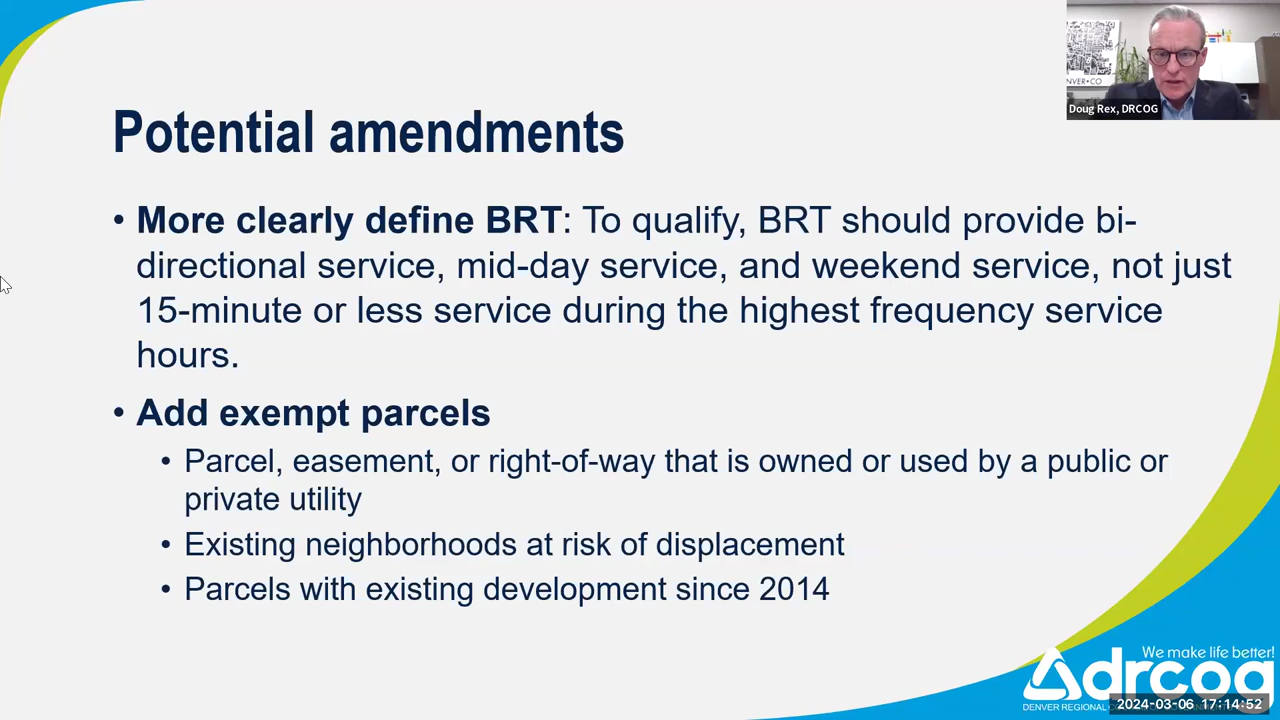 Potential amendments
• More clearly define BRT: To qualify, BRT should provide bi-
directional service, mid-day service, and weekend service, not just
15-minute or less service during the highest frequency service
hours.
• Add exempt parcels
• Parcel, easement, or right-of-way that is owned or used by a public or
private utility
• Existing neighborhoods at risk of displacement
• Parcels with existing development since 2014
Doug Rex, DRCOG
We make life better!
drcog
DENVER REGIONAL
2024-03-06 17:14:52